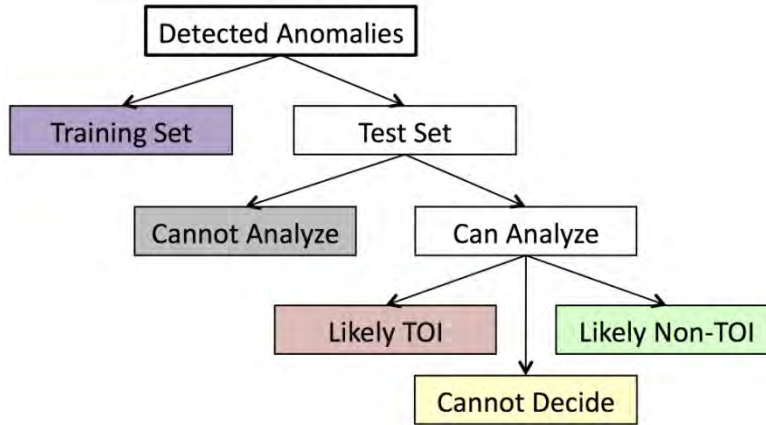 Detected Anomalies
Training Set
Test Set
Cannot Analyze
Can Analyze
Likely TOI
Likely Non-TOI
Cannot Decide